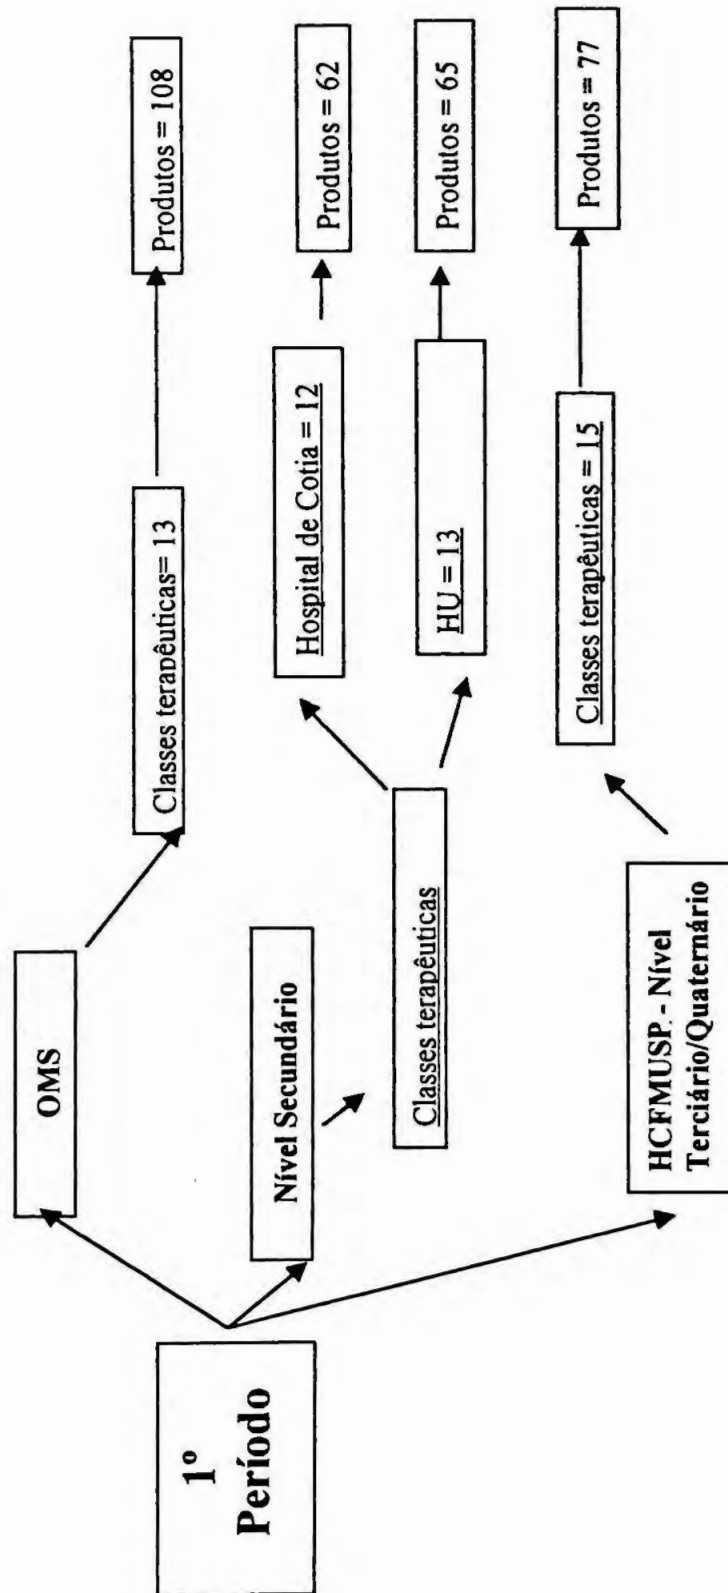 1º
Período
OMS
Classes terapêuticas= 13
Produtos = 108
Nível Secundário
Classes terapêuticas
Hospital de Cotia = 12
Produtos = 62
HU = 13
Produtos = 65
HCFMUSP. - Nível
Terciário/Quaternário
Classes terapêuticas = 15
Produtos = 77